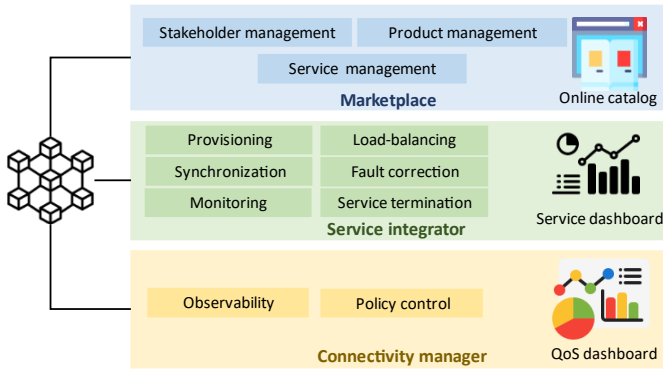 Stakeholder management
Product management
Service management
Marketplace
Online catalog
Provisioning
Load-balancing
Synchronization
Fault correction
Monitoring
Service termination
Service integrator
Service dashboard
Observability
Policy control
Connectivity manager
QoS dashboard